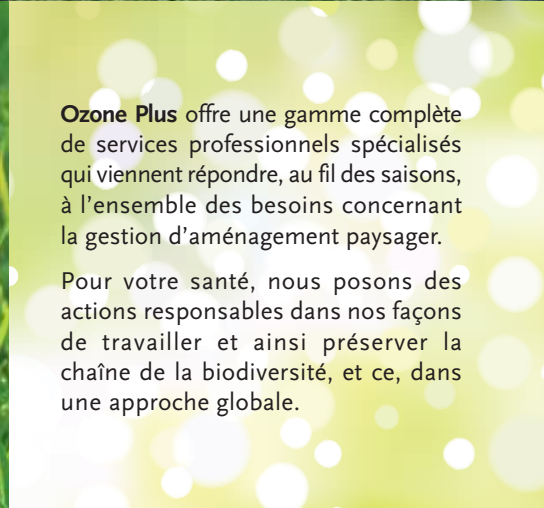 Ozone Plus offre une gamme complète
de services professionnels spécialisés
qui viennent répondre, au fil des saisons,
à l’ensemble des besoins concernant
la gestion d’aménagement paysager.
Pour votre santé, nous posons des
actions responsables dans nos façons
de travailler et ainsi préserver la
chaîne de la biodiversité, et ce, dans
une approche globale.